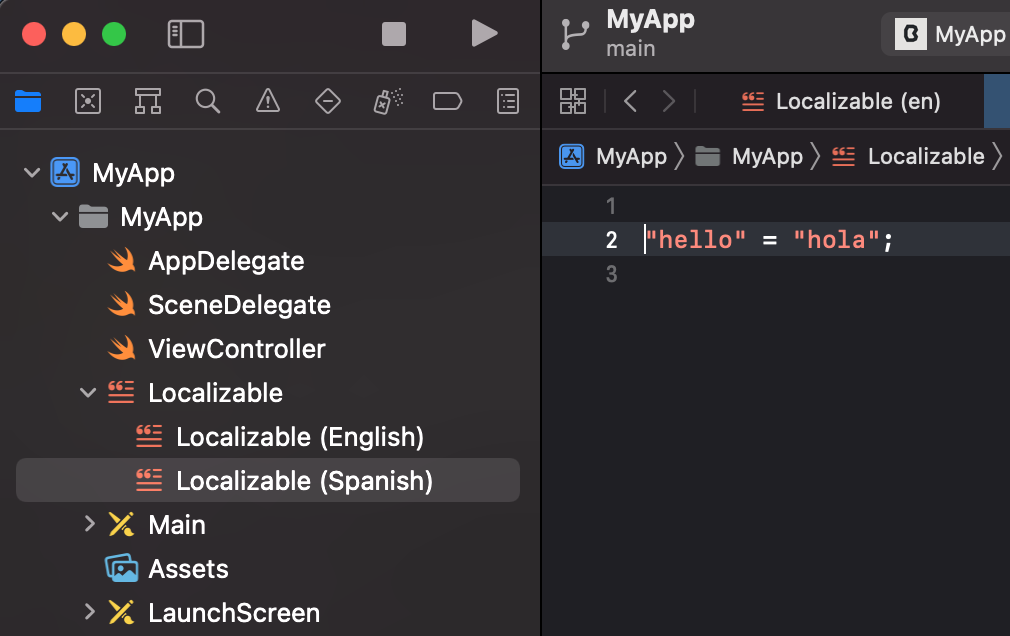 MyApp
main
MyApp
Localizable (en)
MyApp
MyApp
Localizable
MyApp
MyApp
AppDelegate
SceneDelegate
ViewController
Localizable
Localizable (English)
Localizable (Spanish)
Main
Assets
LaunchScreen
1
2 "hello" = "hola";
3